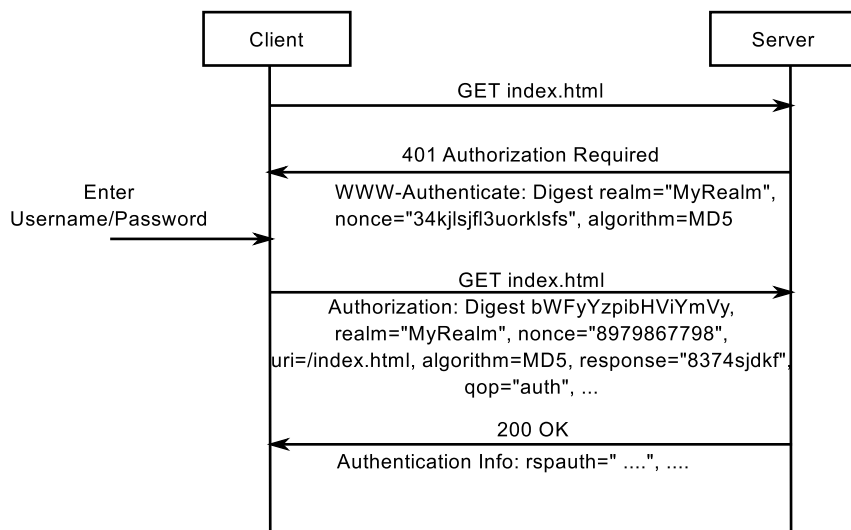 Client
Server
GET index.html
401 Authorization Required
WWW-Authenticate: Digest realm="MyRealm",
nonce="34kjlsjfl3uorklsfs", algorithm=MD5
Enter
Username/Password
GET index.html
Authorization: Digest bWFyYzpibHViYmVy,
realm="MyRealm", nonce="8979867798",
uri=/index.html, algorithm=MD5, response="8374sjdkf",
qop="auth", ...
200 OK
Authentication Info: rspauth=" ....", ....